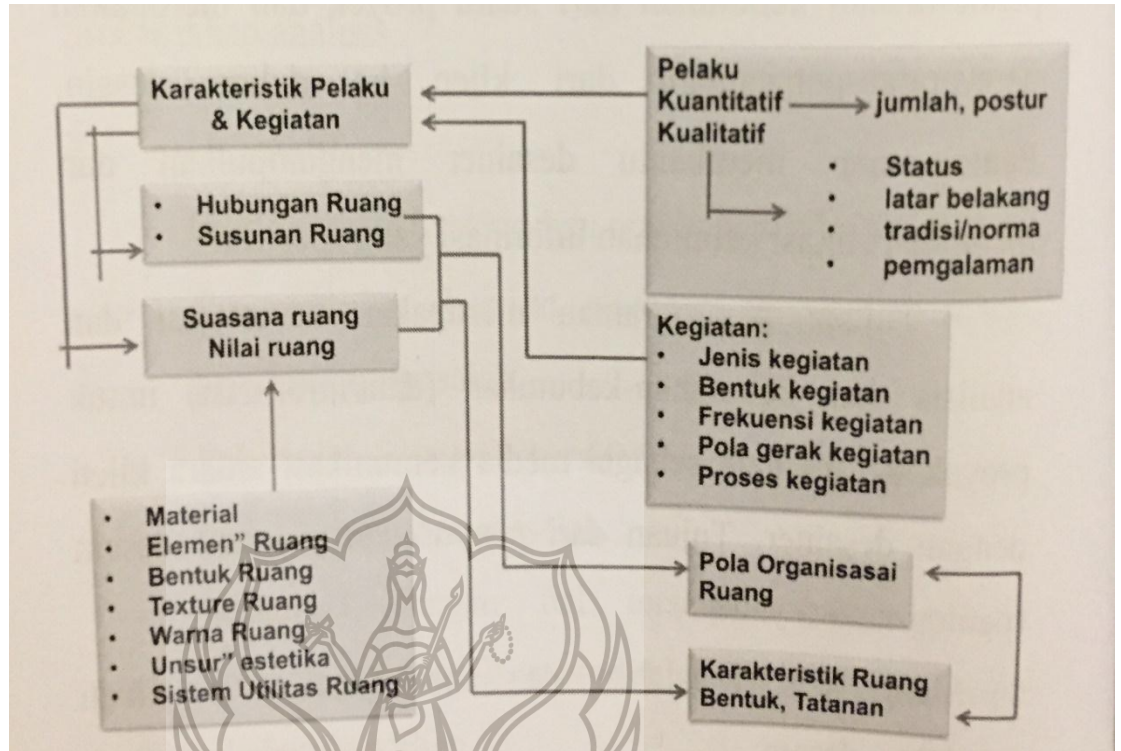 Karakteristik Pelaku
& Kegiatan
• Hubungan Ruang
• Susunan Ruang
Suasana ruang
Nilai ruang
• Material
• Elemen” Ruang
• Bentuk Ruang
• Texture Ruang
• Warna Ruang
• Unsur” estetika
• Sistem Utilitas Ruang
Pelaku
Kuantitatif → jumlah, postur
Kualitatif
• Status
• latar belakang
• tradisi/norma
• pemgalaman
Kegiatan:
• Jenis kegiatan
• Bentuk kegiatan
• Frekuensi kegiatan
• Pola gerak kegiatan
• Proses kegiatan
Pola Organisasai
Ruang
Karakteristik Ruang
Bentuk, Tatanan